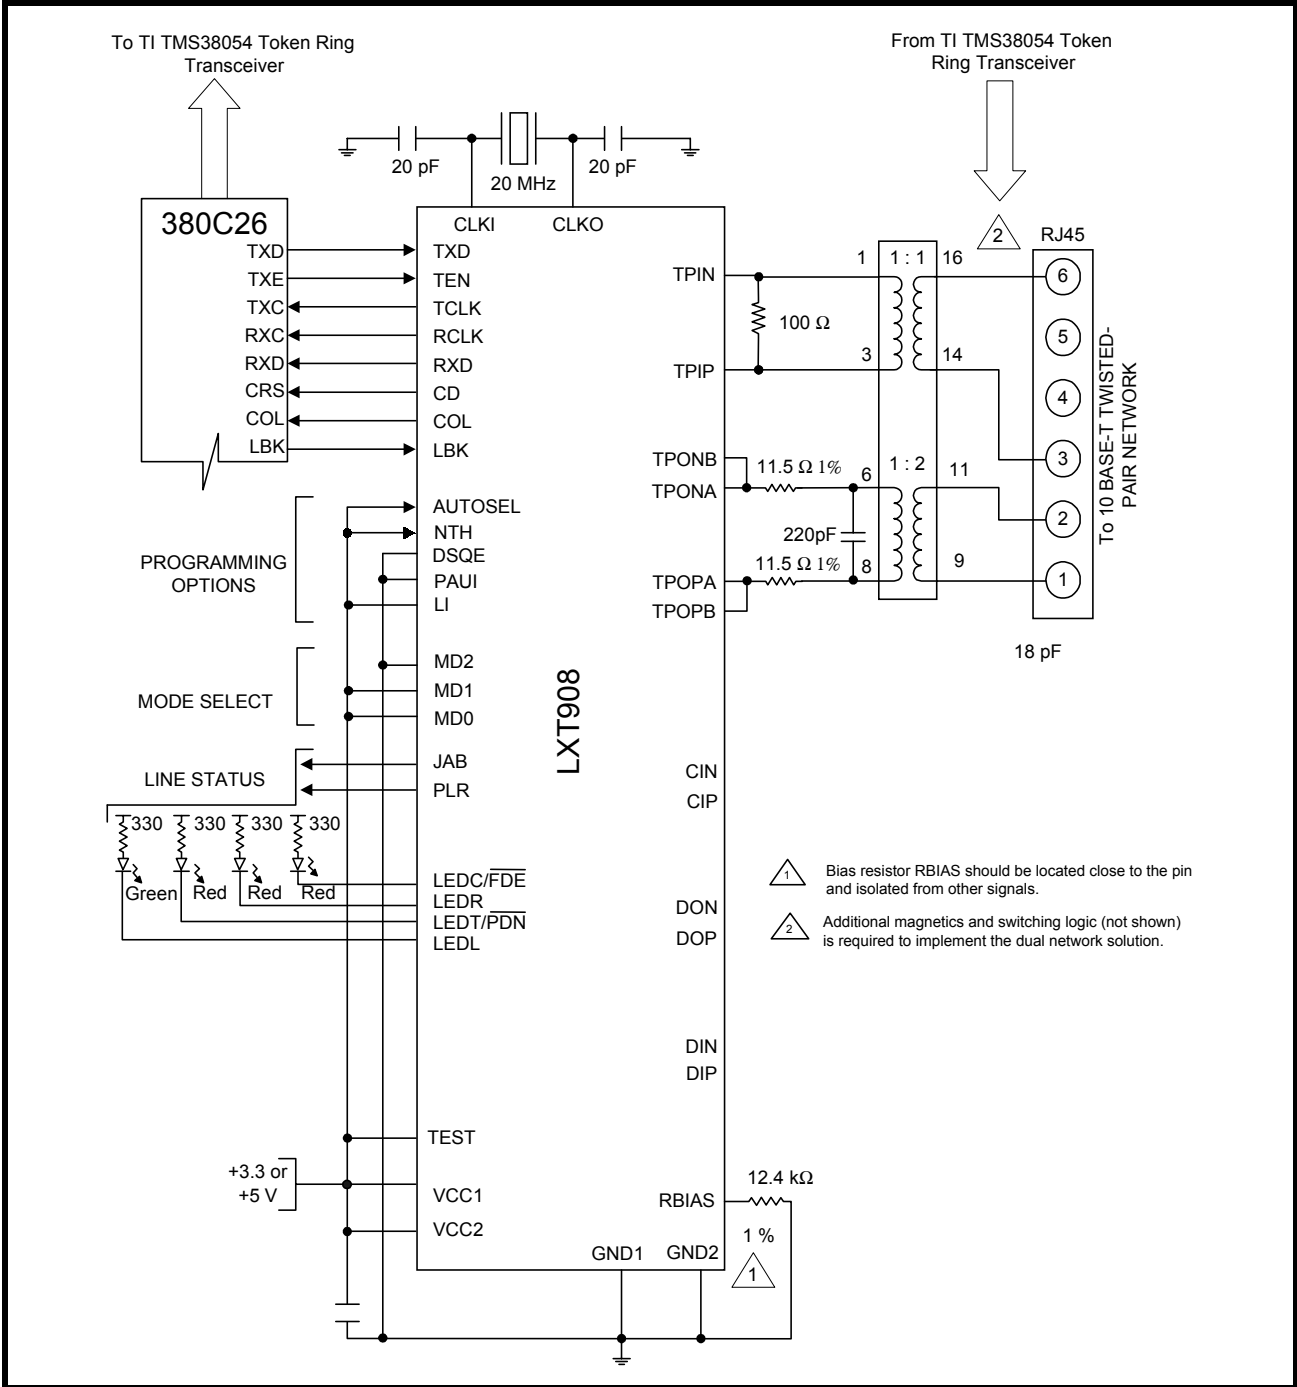 To TI TMS38054 Token Ring
Transceiver
From TI TMS38054 Token
Ring Transceiver
20 pF
20 MHz
20 pF
380C26
TXD
TXE
TXC
RXC
RXD
CRS
COL
LBK
CLKI
CLKO
TXD
TEN
TCLK
RCLK
RXD
CD
COL
LBK
AUTOSEL
NTH
DSQE
PAUI
LI
MD2
MD1
MD0
JAB
PLR
LEDC/FDE
LEDR
LEDT/PDN
LEDL
TEST
VCC1
VCC2
PROGRAMMING
OPTIONS
MODE SELECT
LINE STATUS
330
330
330
330
Green
Red
Red
Red
+3.3 or
+5 V
LXT908
TPIN
TPIP
TPONB
TPONA
TPOPA
TPOPB
CIN
CIP
DON
DOP
DIN
DIP
RBIAS
GND1
GND2
100 Ω
11.5 Ω 1%
220pF
11.5 Ω 1%
1
1 : 1
16
3
14
6
1 : 2
11
8
9
2
RJ45
6
5
4
3
2
1
To 10 BASE-T TWISTED-
PAIR NETWORK
18 pF
1
Bias resistor RBIAS should be located close to the pin
and isolated from other signals.
2
Additional magnetics and switching logic (not shown)
is required to implement the dual network solution.
12.4 kΩ
1 %
1